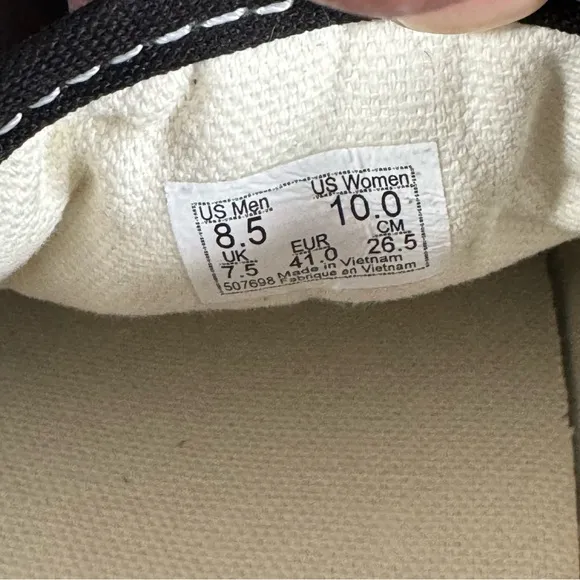 US Men US Women
8.5 10.0
UK EUR CM
7.5 41.0 26.5
507698 Made in Vietnam
Fabriqué en Vietnam